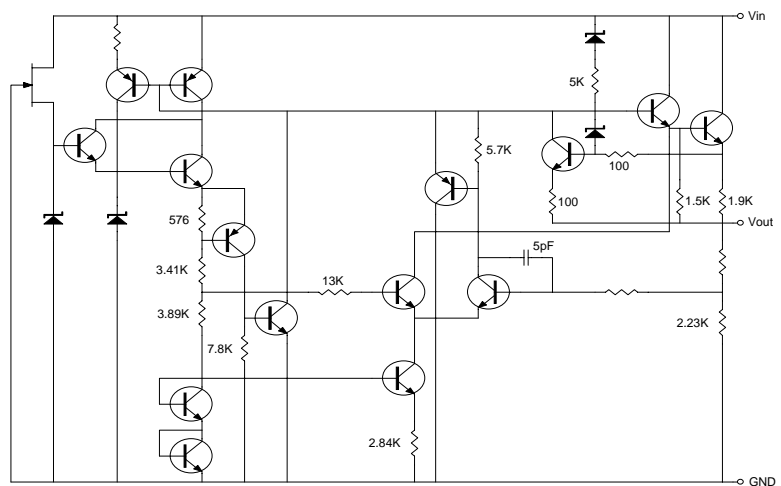 Vin
5K
5.7K
100
576
100
1.5K
1.9K
Vout
5pF
3.41K
13K
3.89K
2.23K
7.8K
2.84K
GND